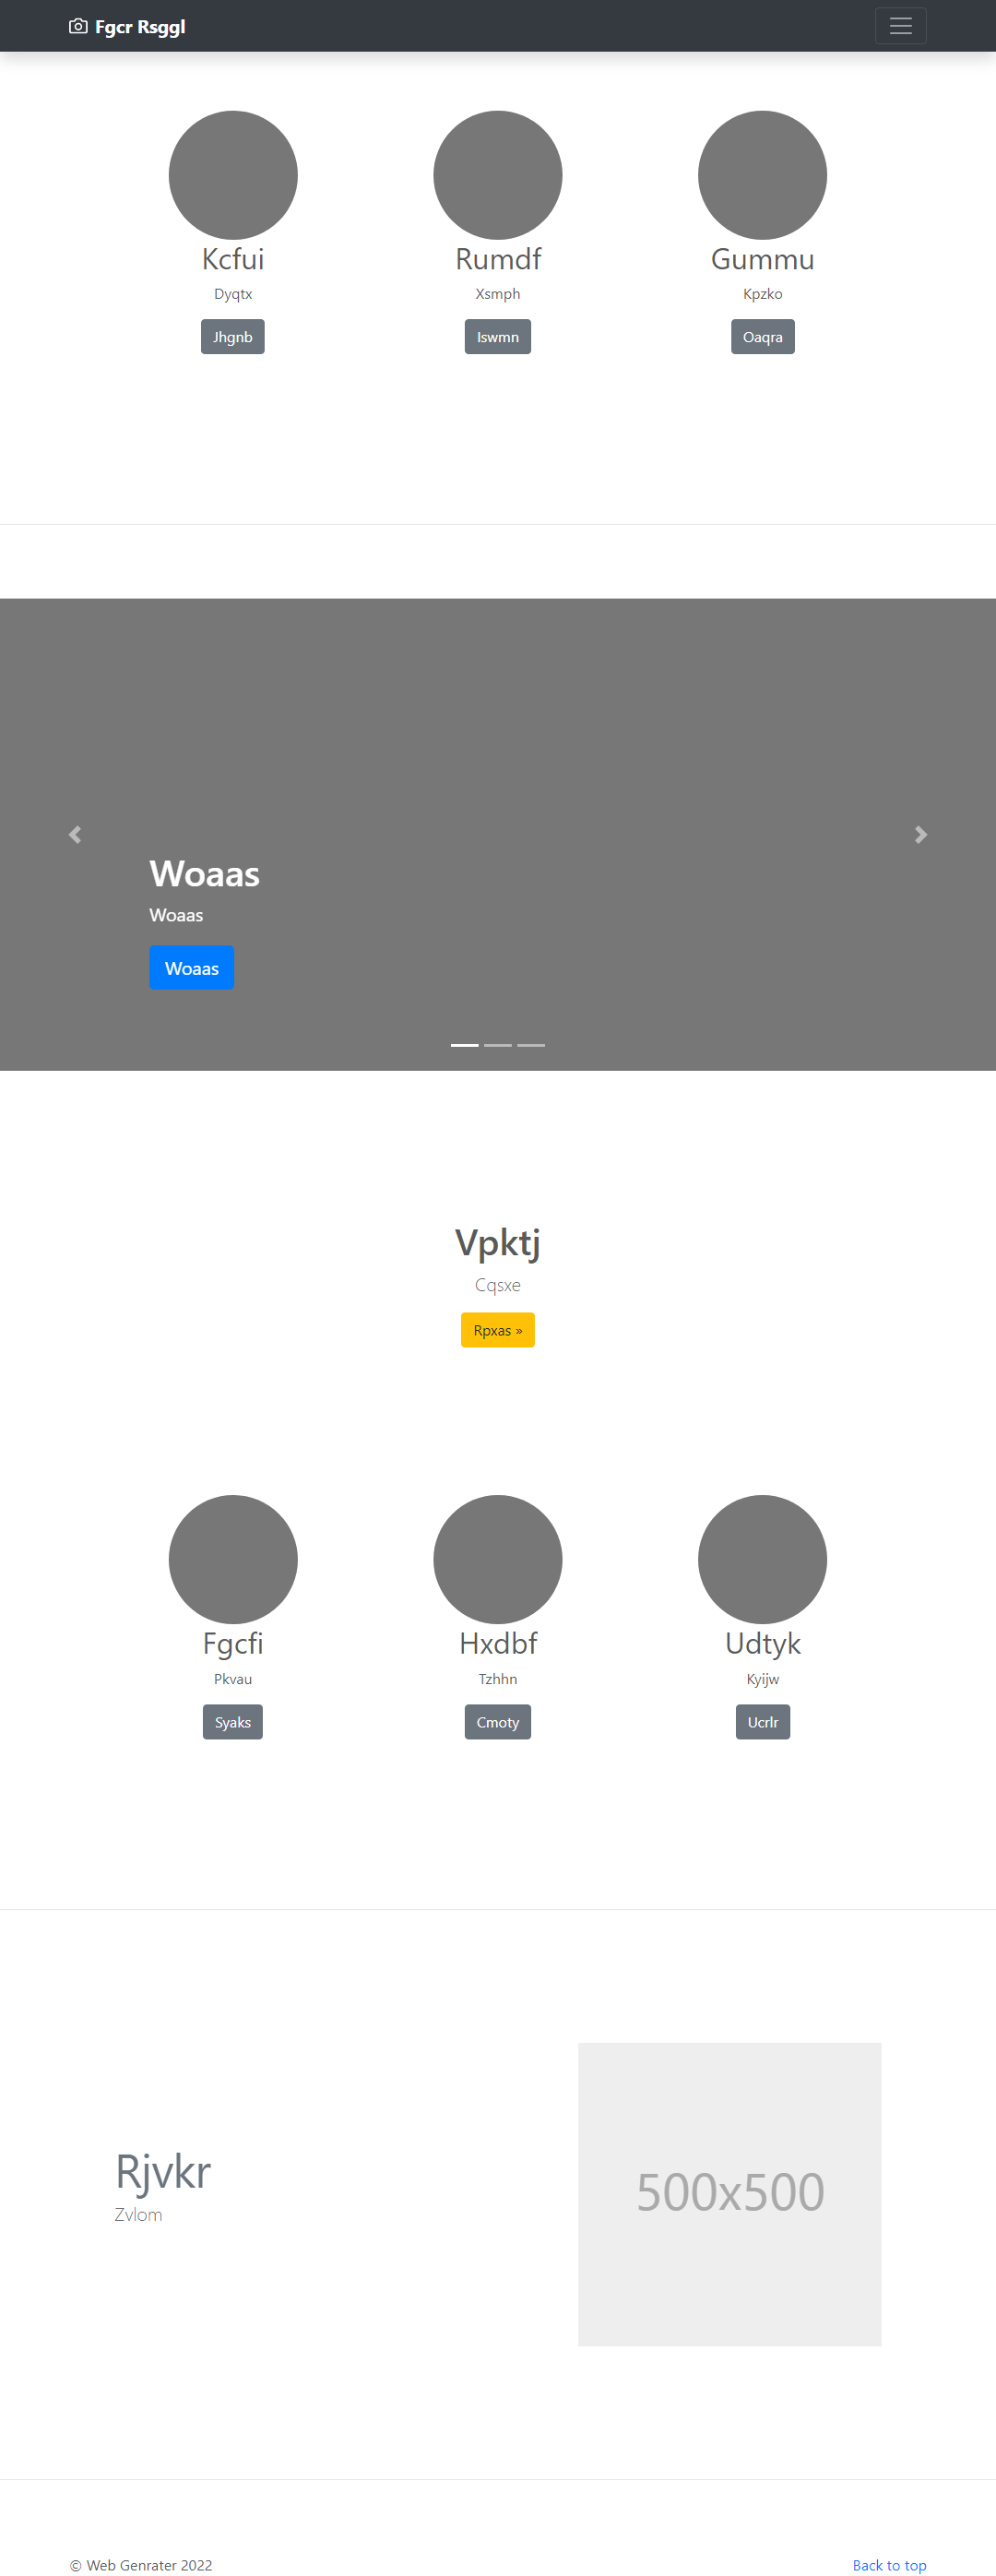 Fgcr Rsggl
Kcfui
Dyqtx
Jhgnb
Rumdf
Xsmph
Iswmn
Gummu
Kpzko
Oaqra
Woaas
Woaas
Woaas
Vpktj
Cqsxe
Rpxas »
Fgcfi
Pkvau
Syaks
Hxdbf
Tzhhn
Cmoty
Udtyk
Kyijw
Ucrlr
Rjvkr
Zvlom
500x500
© Web Genrater 2022
Back to top